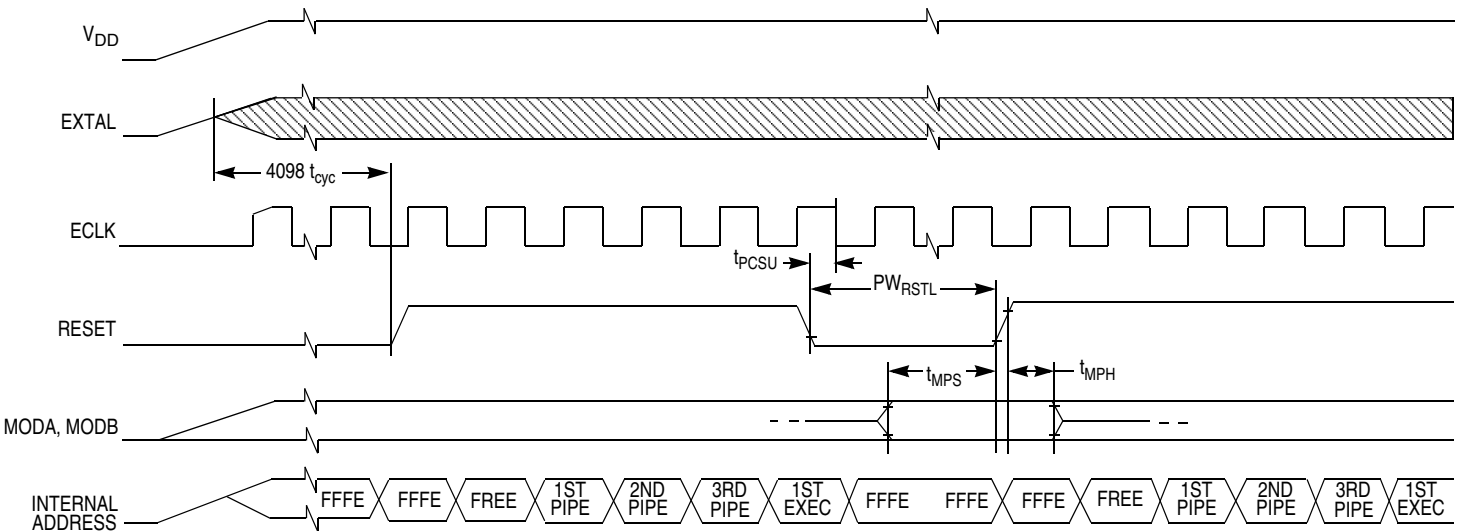 VDD
EXTAL
4098 tcyc
ECLK
tPCSU
PWRSTL
RESET
tMPS
tMPH
MODA, MODB
INTERNAL
ADDRESS
FFFE
FFFE
FREE
1ST
PIPE
2ND
PIPE
3RD
PIPE
1ST
EXEC
FFFE
FFFE
FFFE
FREE
1ST
PIPE
2ND
PIPE
3RD
PIPE
1ST
EXEC